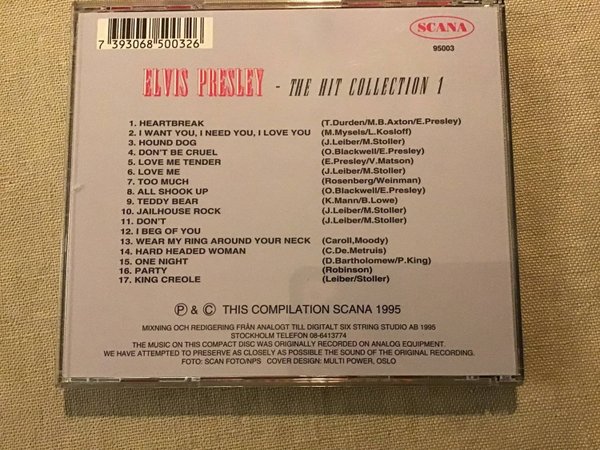 7 393068 500326
SCANA
95003
ELVIS PRESLEY - THE HIT COLLECTION 1
1. HEARTBREAK (T.Durden/M.B.Axton/E.Presley)
2. I WANT YOU, I NEED YOU, I LOVE YOU (M.Mysels/L.Kosloff)
3. HOUND DOG (J.Leiber/M.Stoller)
4. DON'T BE CRUEL (O.Blackwell/E.Presley)
5. LOVE ME TENDER (E.Presley/V.Matson)
6. LOVE ME (J.Leiber/M.Stoller)
7. TOO MUCH (Rosenberg/Weinman)
8. ALL SHOOK UP (O.Blackwell/E.Presley)
9. TEDDY BEAR (K.Mann/B.Lowe)
10. JAILHOUSE ROCK (J.Leiber/M.Stoller)
11. DON'T (J.Leiber/M.Stoller)
12. I BEG OF YOU
13. WEAR MY RING AROUND YOUR NECK (Caroll,Moody)
14. HARD HEADED WOMAN (C.De.Metruis)
15. ONE NIGHT (D.Bartholomew/P.King)
16. PARTY (Robinson)
17. KING CREOLE (Leiber/Stoller)
Ⓟ & © THIS COMPILATION SCANA 1995
MIXNING OCH REDIGERING FRÅN ANALOGT TILL DIGITALT SIX STRING STUDIO AB 1995
STOCKHOLM TELEFON 08-6413774
THE MUSIC ON THIS COMPACT DISC WAS ORIGINALLY RECORDED ON ANALOG EQUIPMENT.
WE HAVE ATTEMPTED TO PRESERVE AS CLOSELY AS POSSIBLE THE SOUND OF THE ORIGINAL RECORDING.
FOTO: SCAN FOTO/NPS COVER DESIGN: MULTI POWER, OSLO